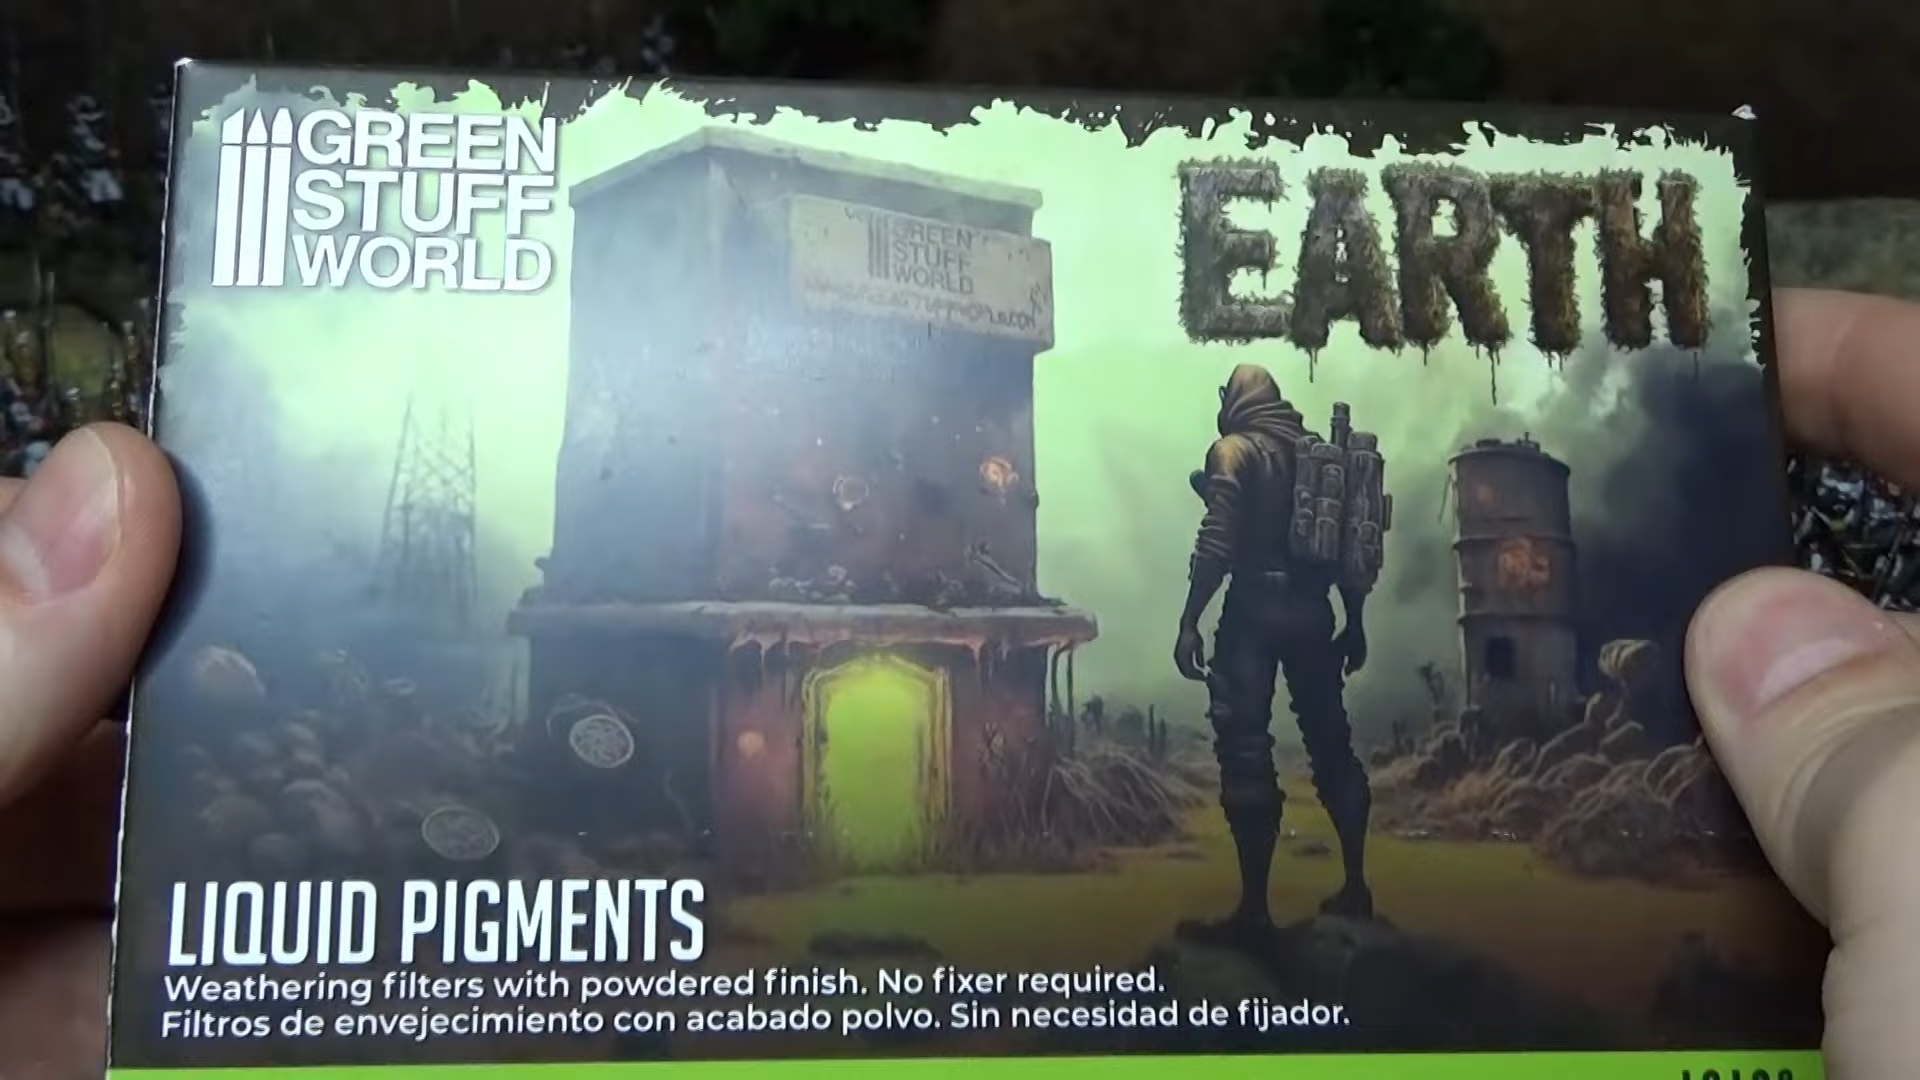 GREEN
STUFF
WORLD
EARTH
GREEN
STUFF
WORLD
LIQUID PIGMENTS
Weathering filters with powdered finish. No fixer required.
Filtros de envejecimiento con acabado polvo. Sin necesidad de fijador.